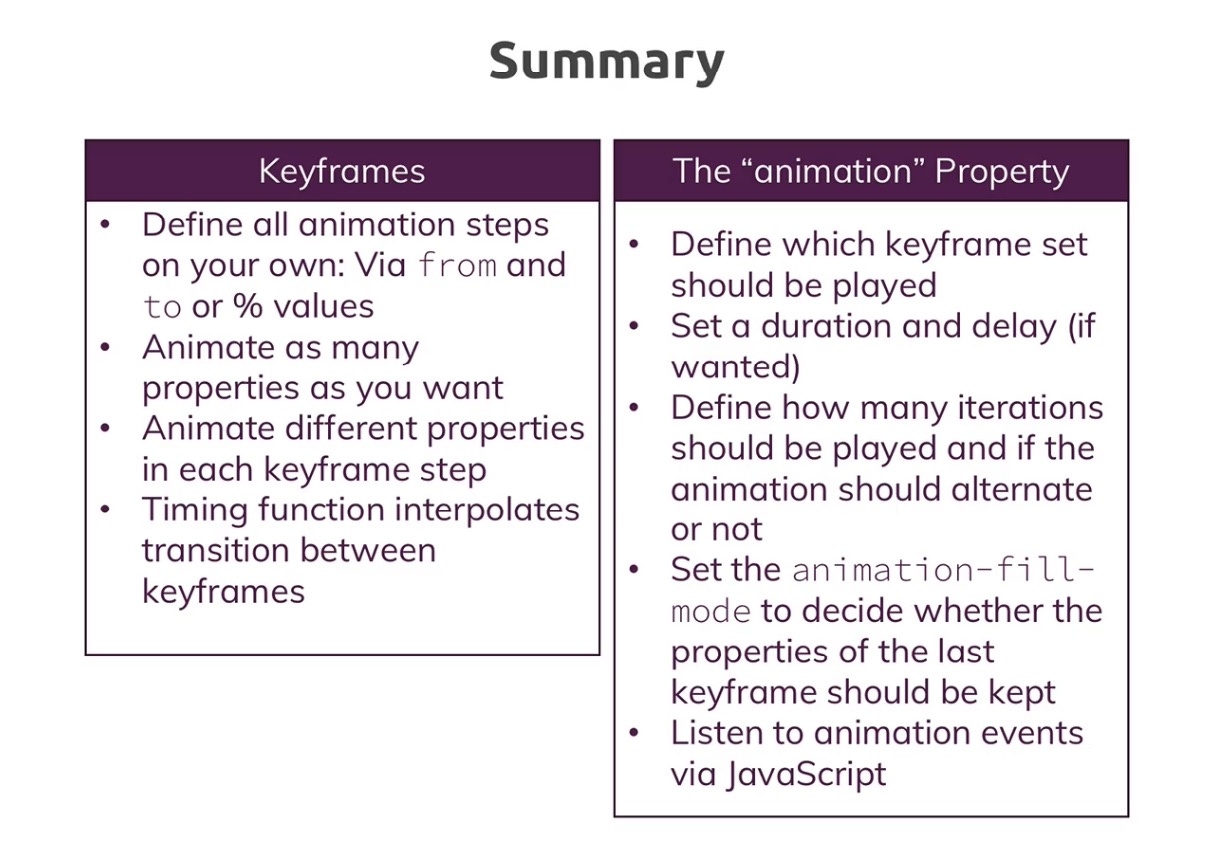 Summary
Keyframes
• Define all animation steps
on your own: Via from and
to or % values
• Animate as many
properties as you want
• Animate different properties
in each keyframe step
• Timing function interpolates
transition between
keyframes
The “animation” Property
• Define which keyframe set
should be played
• Set a duration and delay (if
wanted)
• Define how many iterations
should be played and if the
animation should alternate
or not
• Set the animation-fill-
mode to decide whether the
properties of the last
keyframe should be kept
• Listen to animation events
via JavaScript